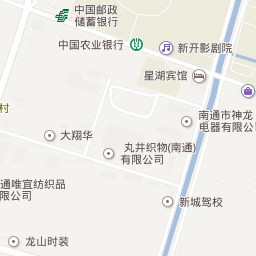 中国邮政
储蓄银行
中国农业银行
新开影剧院
星湖宾馆
村
南通市神龙
电器有限公司
大翔华
丸井织物(南通)
有限公司
通唯宜纺织品
有限公司
新城驾校
龙山时装